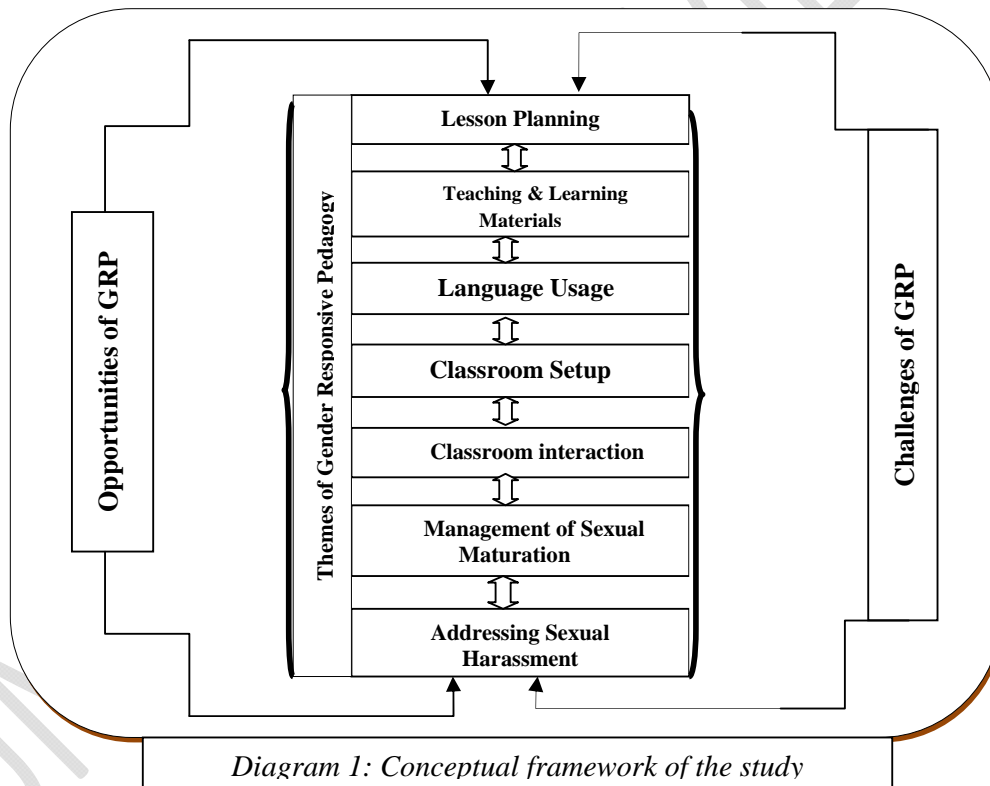 Opportunities of GRP
Themes of Gender Responsive Pedagogy
Lesson Planning
Teaching & Learning
Materials
Language Usage
Classroom Setup
Classroom interaction
Management of Sexual
Maturation
Addressing Sexual
Harassment
Challenges of GRP
Diagram 1: Conceptual framework of the study